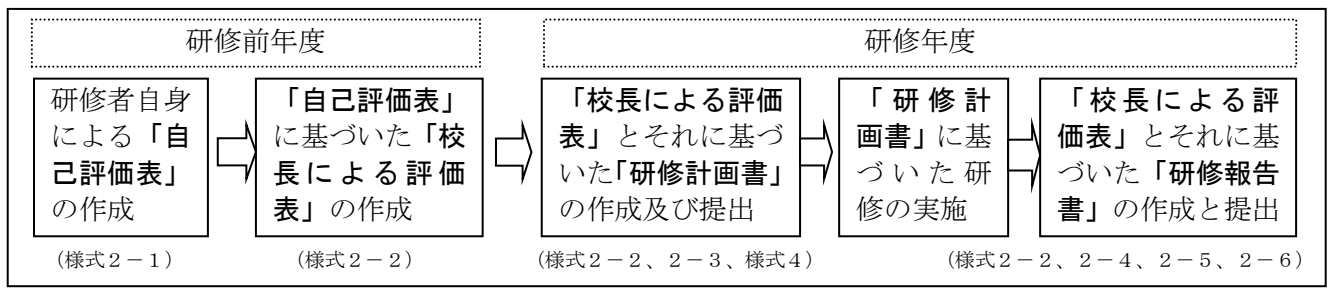 研修前年度
研修年度
研修者自身
による「自
己評価表」
の作成
「自己評価表」
に基づいた「校
長による評価
表」の作成
「校長による評価
表」とそれに基づ
いた「研修計画書」
の作成及び提出
「研修計
画書」に基
づいた研
修の実施
「校長による評
価表」とそれに基
づいた「研修報告
書」の作成と提出
(様式2－1)
(様式2－2)
(様式2－2、2－3、様式4)
(様式2－2、2－4、2－5、2－6)